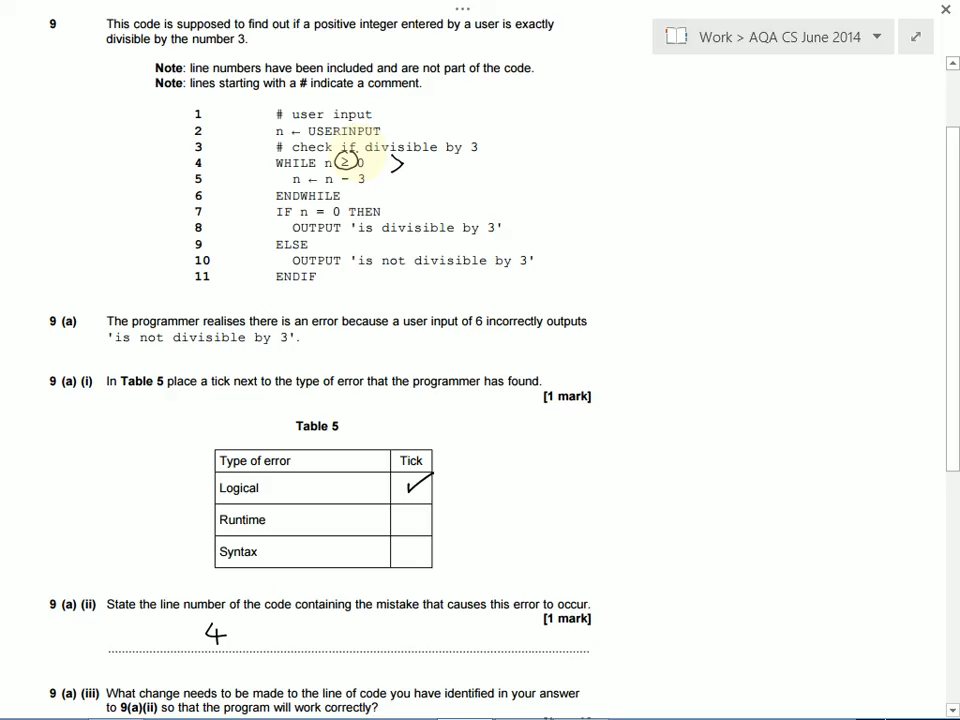 Work > AQA CS June 2014
9 This code is supposed to find out if a positive integer entered by a user is exactly
divisible by the number 3.
Note: line numbers have been included and are not part of the code.
Note: lines starting with a # indicate a comment.
1 # user input
2 n ← USERINPUT
3 # check if divisible by 3
4 WHILE n ≥ 0 >
5 n ← n - 3
6 ENDWHILE
7 IF n = 0 THEN
8 OUTPUT 'is divisible by 3'
9 ELSE
10 OUTPUT 'is not divisible by 3'
11 ENDIF
9 (a) The programmer realises there is an error because a user input of 6 incorrectly outputs
'is not divisible by 3'.
9 (a) (i) In Table 5 place a tick next to the type of error that the programmer has found.
[1 mark]
Table 5
Type of error Tick
Logical ✓
Runtime
Syntax
9 (a) (ii) State the line number of the code containing the mistake that causes this error to occur.
[1 mark]
4
9 (a) (iii) What change needs to be made to the line of code you have identified in your answer
to 9(a)(ii) so that the program will work correctly?